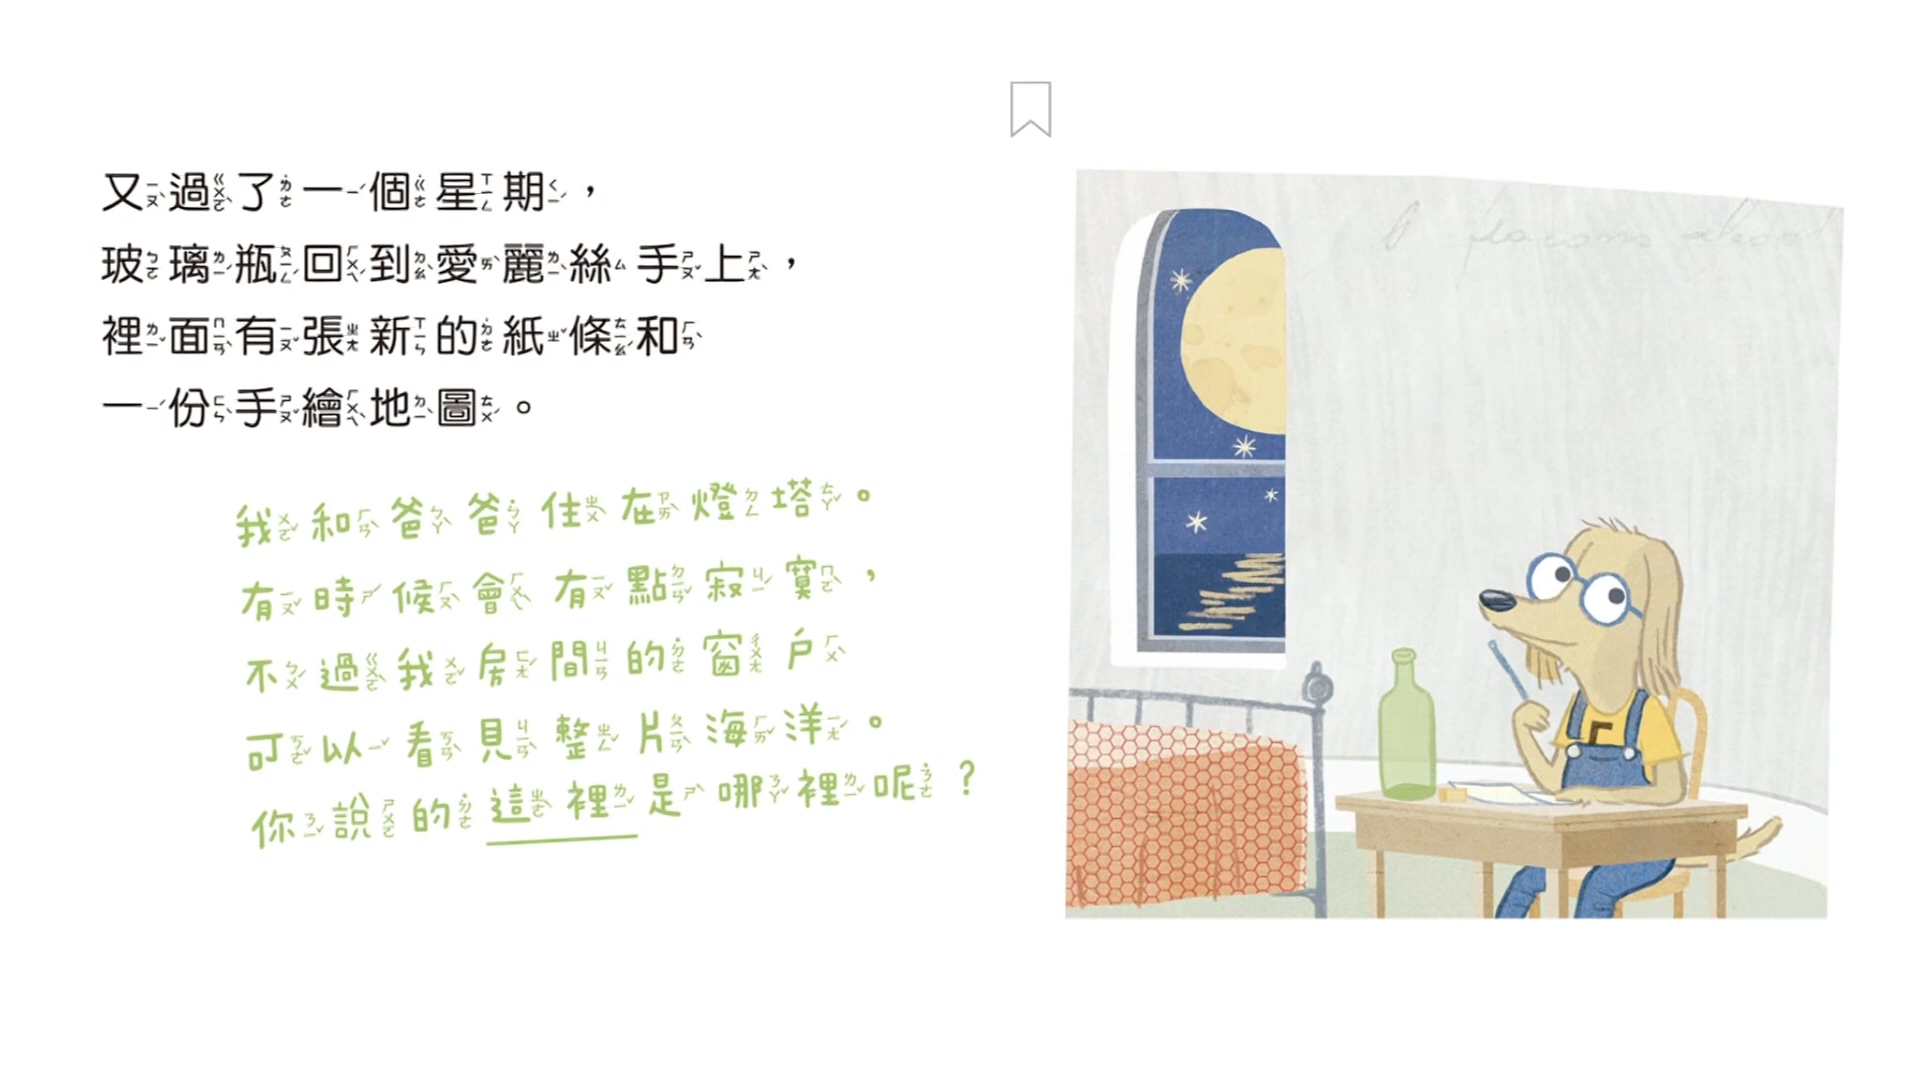 又過了一個星期，
玻璃瓶回到愛麗絲手上，
裡面有張新的紙條和
一份手繪地圖。
我和爸爸住在燈塔。
有時候會有點寂寞，
不過我房間的窗戶
可以看見整片海洋。
你說的這裡是哪裡呢？